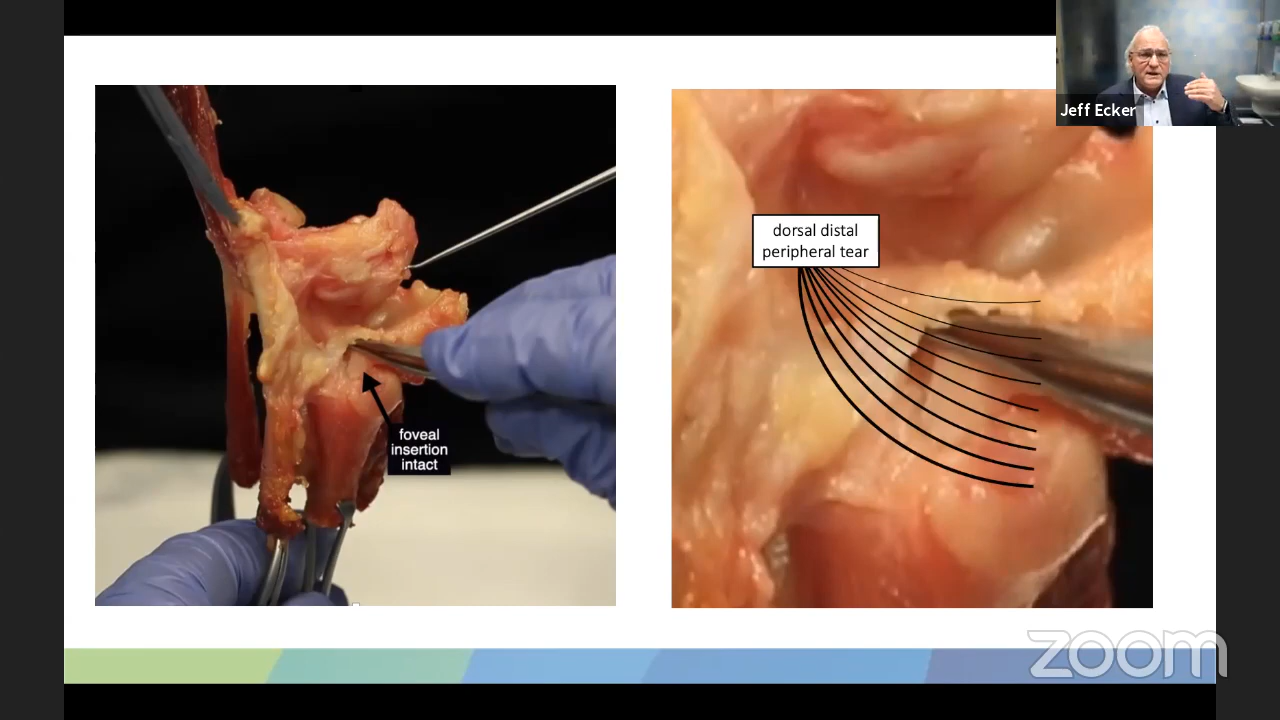 Jeff Ecker
dorsal distal
peripheral tear
foveal
insertion
intact
zoom